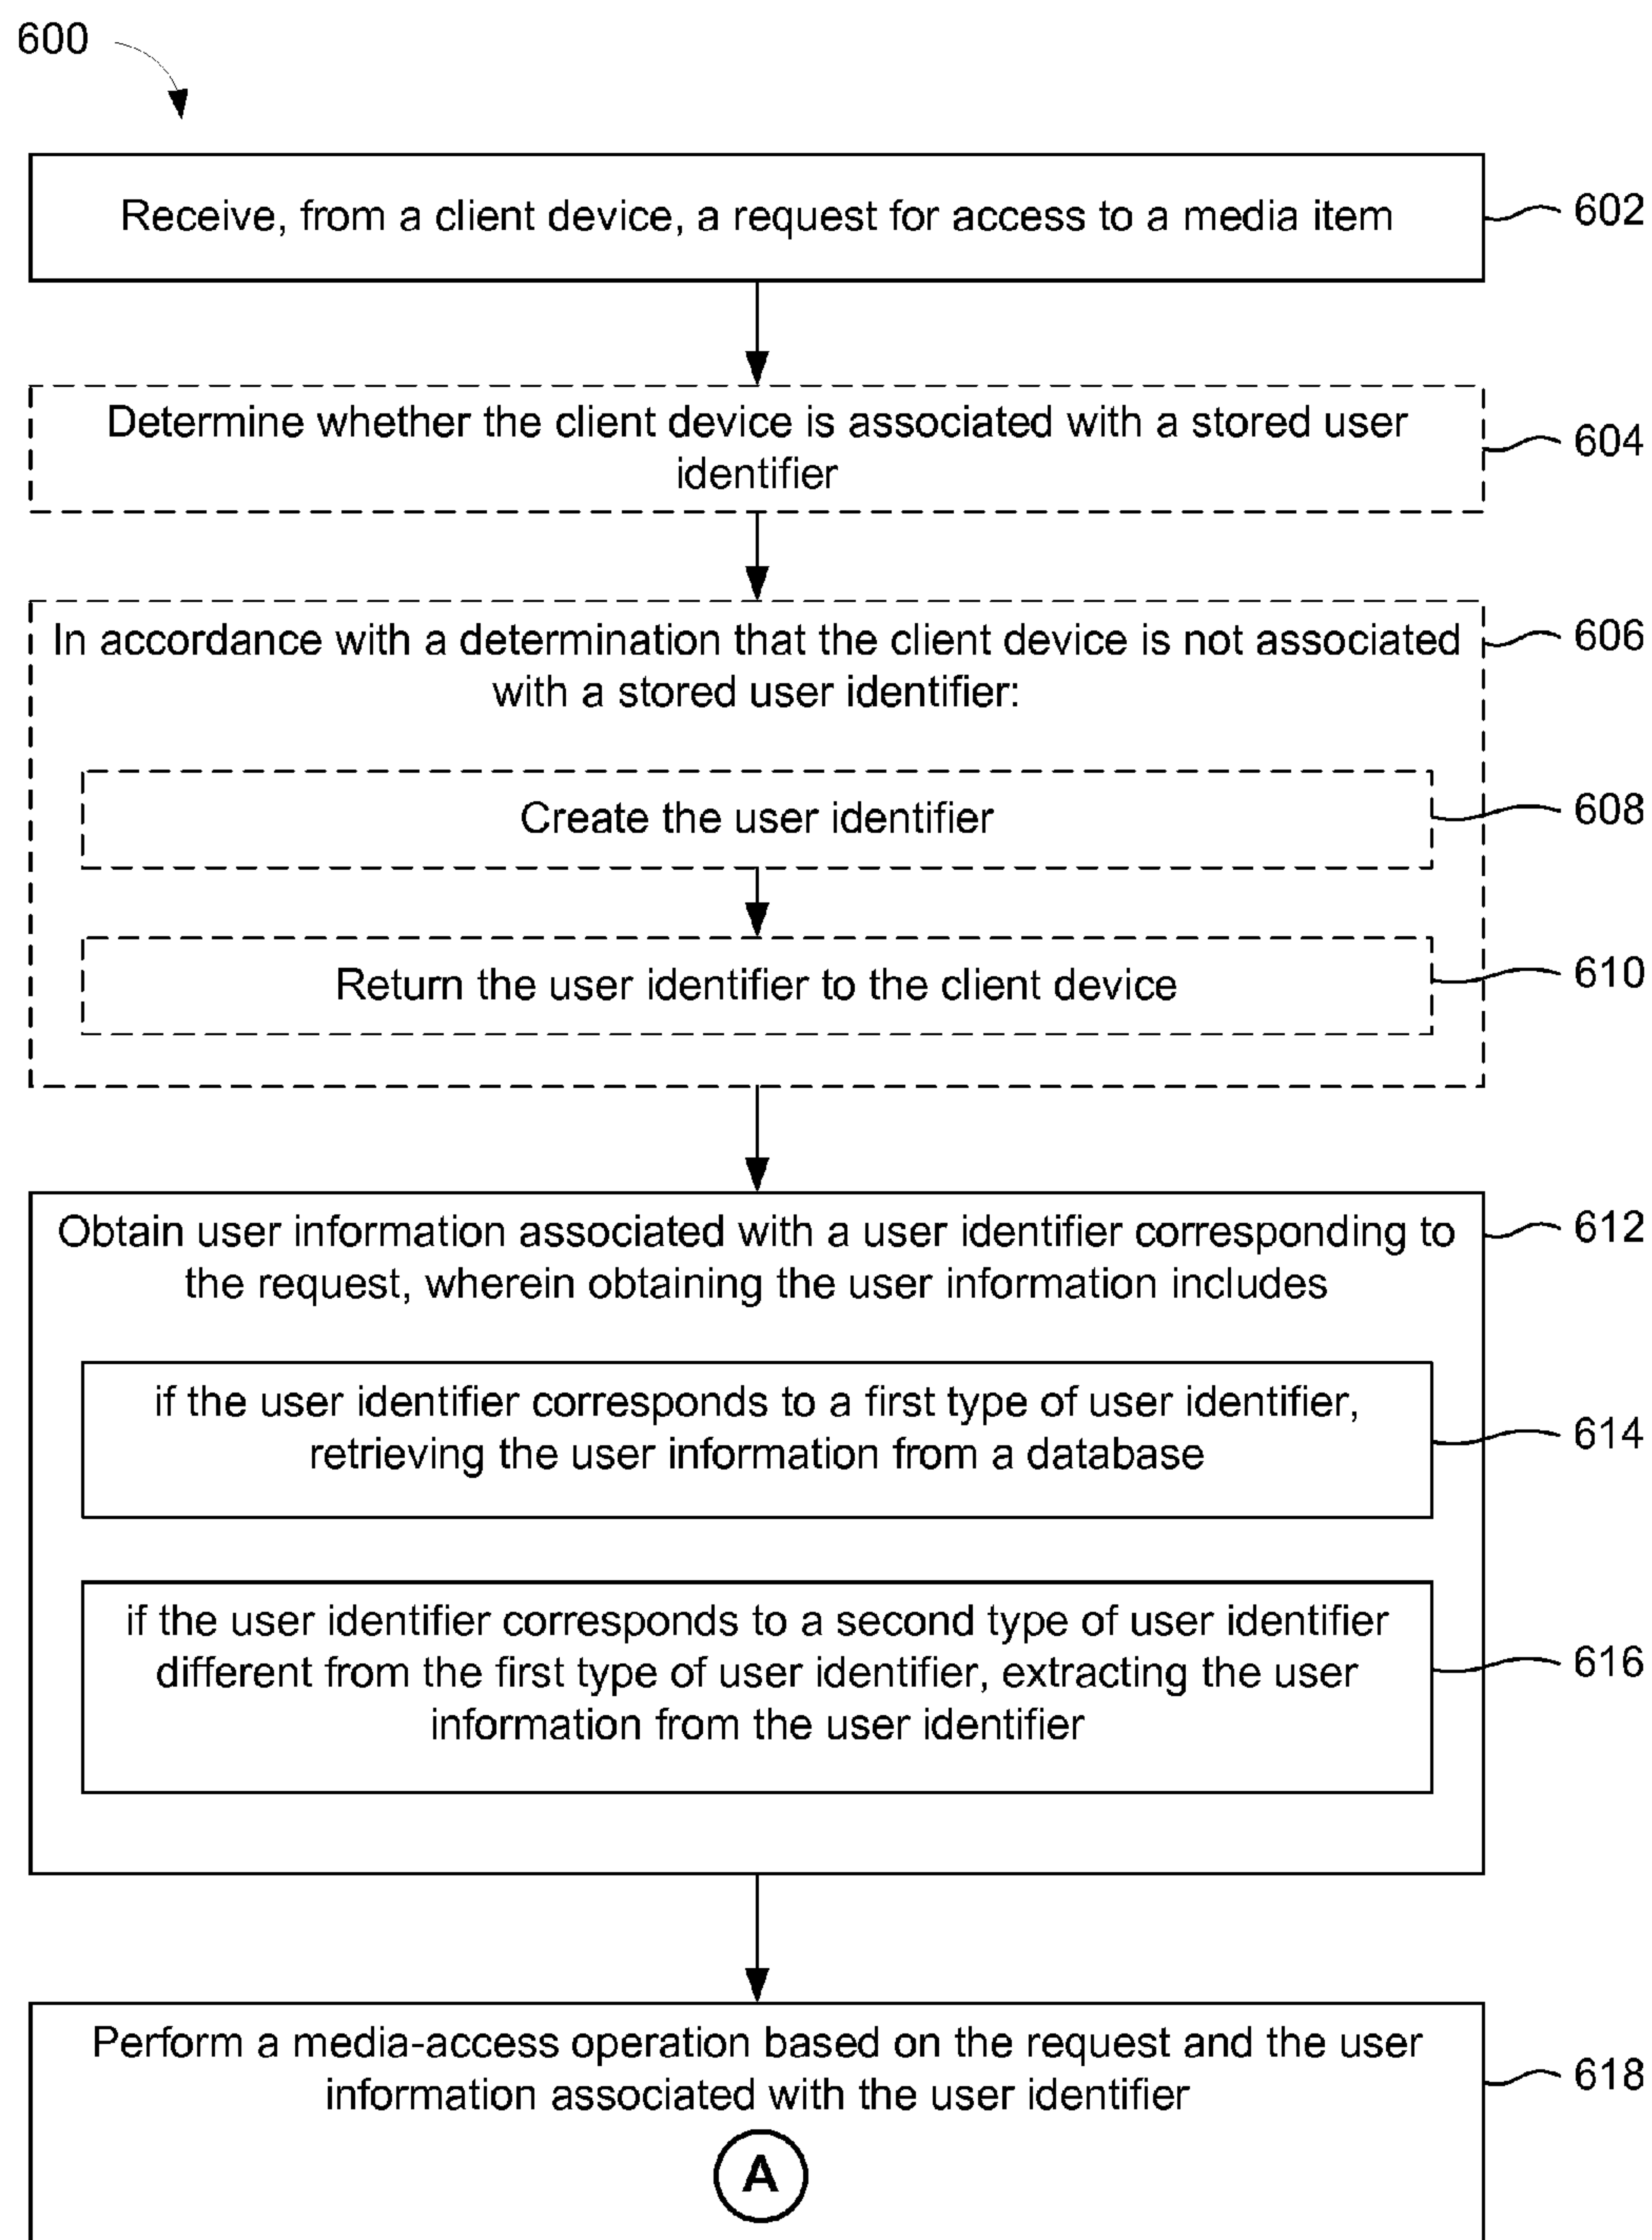 600
Receive, from a client device, a request for access to a media item
602
Determine whether the client device is associated with a stored user
identifier
604
In accordance with a determination that the client device is not associated
with a stored user identifier:
606
Create the user identifier
608
Return the user identifier to the client device
610
Obtain user information associated with a user identifier corresponding to
the request, wherein obtaining the user information includes
612
if the user identifier corresponds to a first type of user identifier,
retrieving the user information from a database
614
if the user identifier corresponds to a second type of user identifier
different from the first type of user identifier, extracting the user
information from the user identifier
616
Perform a media-access operation based on the request and the user
information associated with the user identifier
618
A